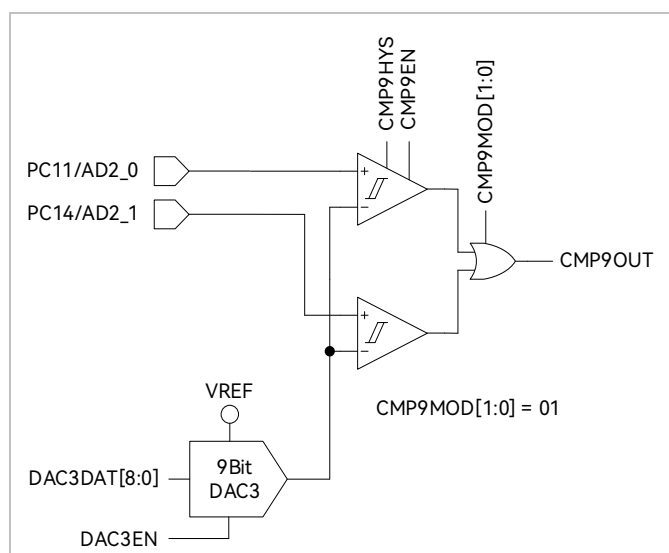 CMP9HYS
CMP9EN
CMP9MOD[1:0]
PC11/AD2_0
+
−
PC14/AD2_1
CMP9OUT
+
−
VREF
CMP9MOD[1:0] = 01
9Bit
DAC3
DAC3DAT[8:0]
DAC3EN